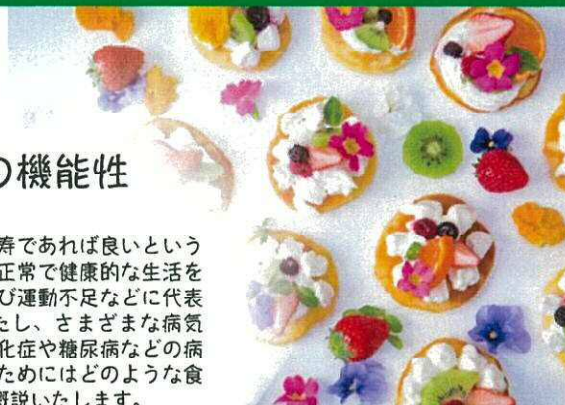 の機能性
寿であれば良いという
正常で健康的な生活を
び運動不足などに代表
たし、さまざまな病気
化症や糖尿病などの病
ためにはどのような食
概説いたします。